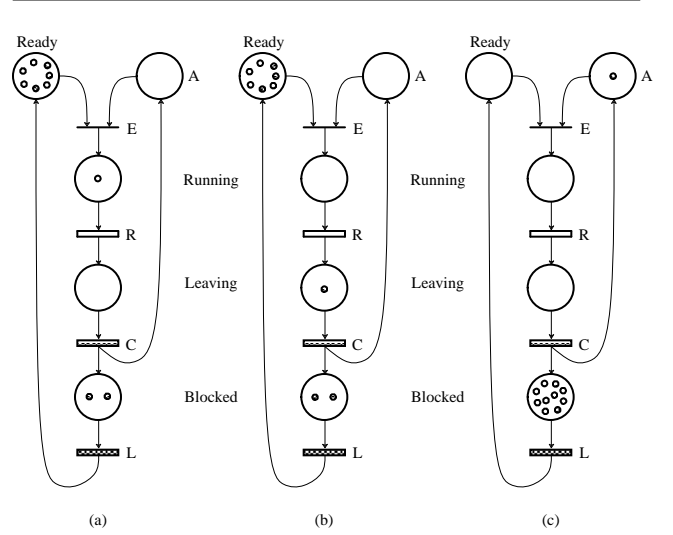 Ready Ready Ready
A A A
E E E
Running Running
R R R
Leaving Leaving
C C C
Blocked Blocked
L L L
(a) (b) (c)